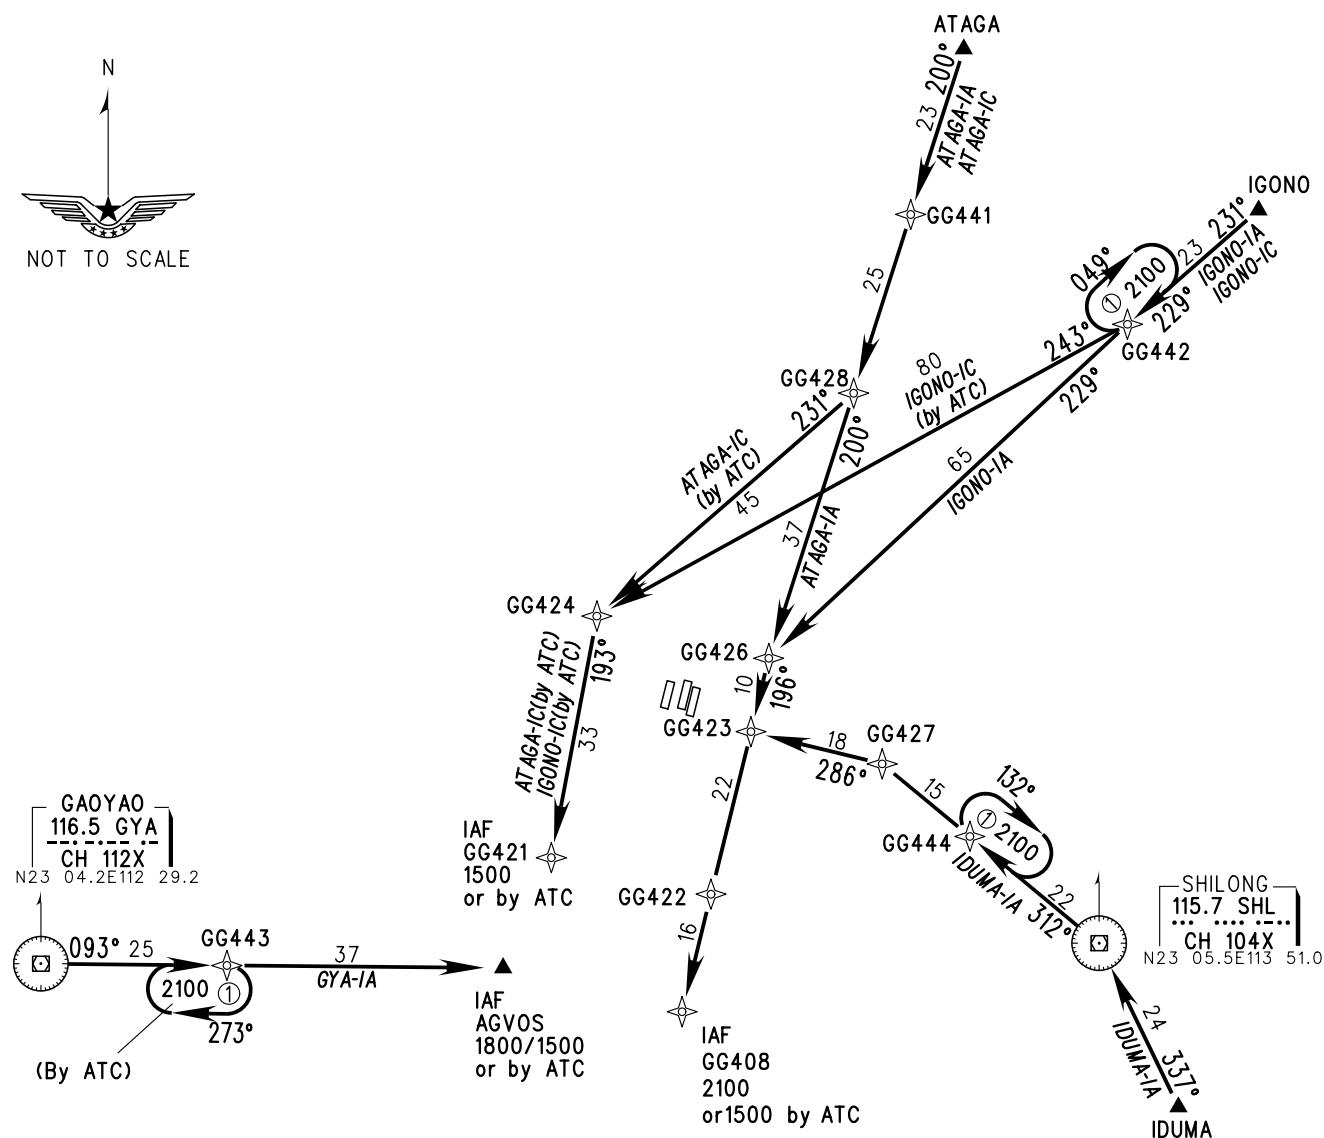 ATAGA
N
200°
23
ATAGA-IA
ATAGA-IC
NOT TO SCALE
GG441
IGONO
231°
23
IGONO-IA
IGONO-IC
049°
① 2100
229°
243°
GG442
25
GG428
231°
200°
80
IGONO-IC
(by ATC)
229°
65
IGONO-IA
ATAGA-IC
(by ATC)
45
37
ATAGA-IA
GG424
193°
ATAGA-IC(by ATC)
IGONO-IC(by ATC)
33
GG426
10
196°
GG423
18
286°
GG427
22
15
132°
① 2100
GG444
IDUMA-IA 312°
22
GAOYAO
116.5 GYA
CH 112X
N23 04.2E112 29.2
IAF
GG421
1500
or by ATC
GG422
16
SHILONG
115.7 SHL
CH 104X
N23 05.5E113 51.0
093° 25
GG443
37
GYA-IA
2100 ①
273°
(By ATC)
IAF
AGVOS
1800/1500
or by ATC
IAF
GG408
2100
or1500 by ATC
24
IDUMA-IA
337°
IDUMA